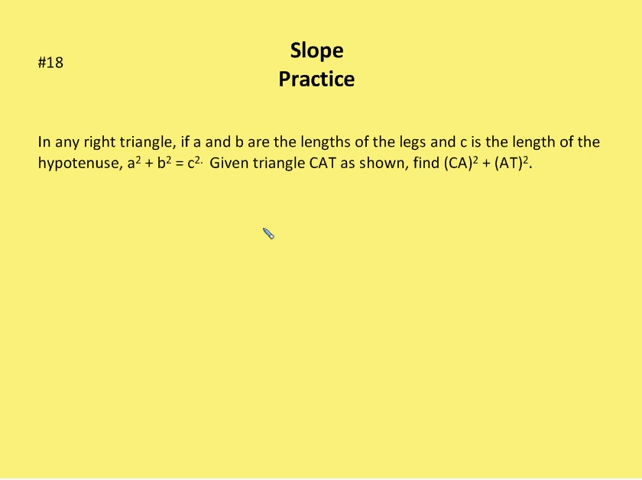 #18
Slope
Practice
In any right triangle, if a and b are the lengths of the legs and c is the length of the
hypotenuse, a² + b² = c². Given triangle CAT as shown, find (CA)² + (AT)².